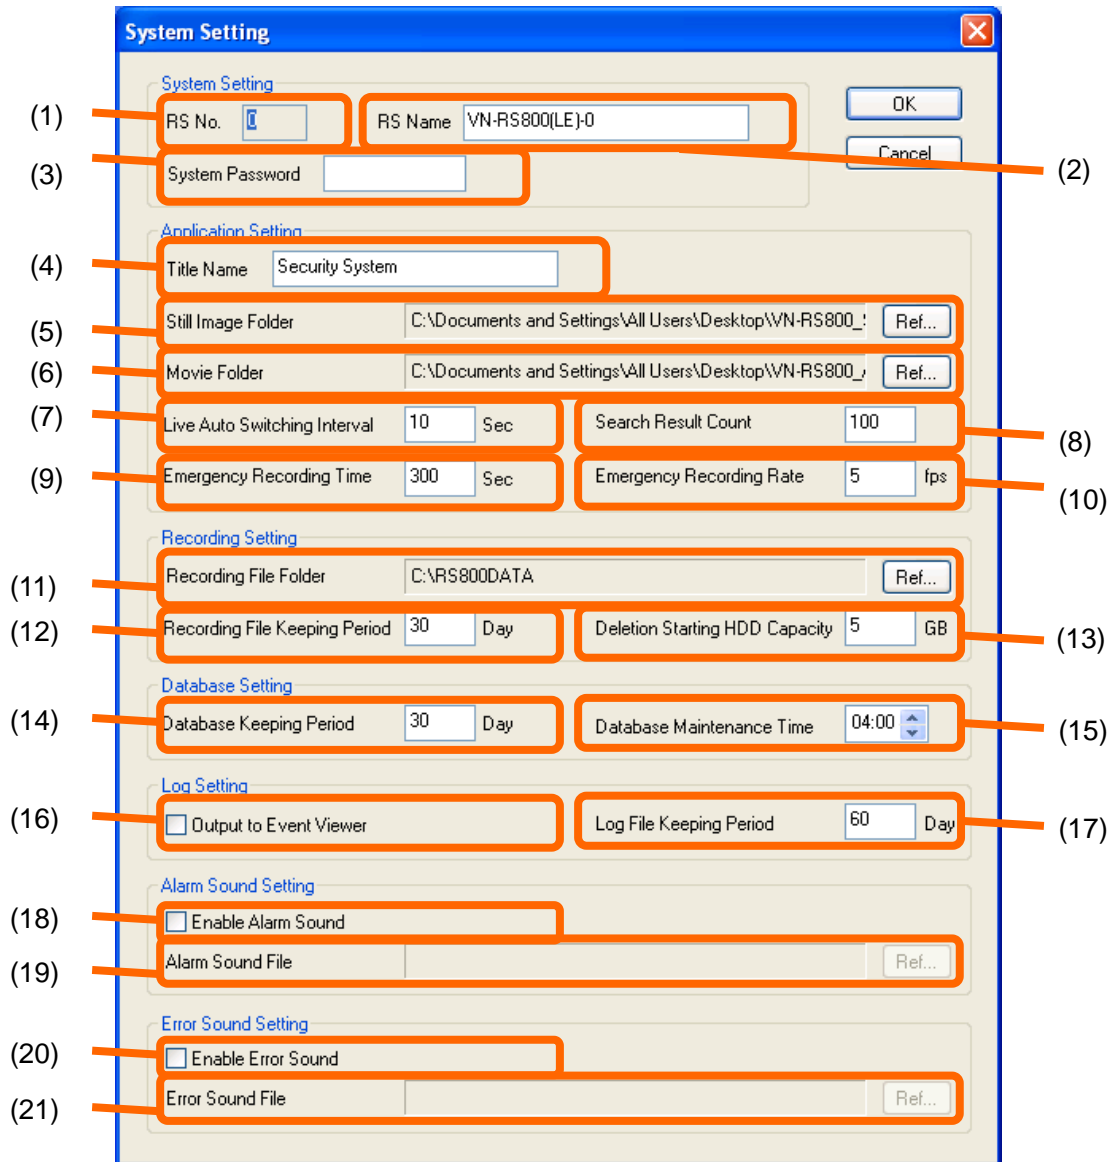 System Setting
System Setting
(1) RS No. 0 RS Name VN-RS800(LE)-0 OK
Cancel
(2)
(3) System Password
Application Setting
(4) Title Name Security System
(5) Still Image Folder C:\Documents and Settings\All Users\Desktop\VN-RS800_S Ref...
(6) Movie Folder C:\Documents and Settings\All Users\Desktop\VN-RS800_A Ref...
(7) Live Auto Switching Interval 10 Sec Search Result Count 100 (8)
(9) Emergency Recording Time 300 Sec Emergency Recording Rate 5 fps (10)
Recording Setting
(11) Recording File Folder C:\RS800DATA Ref...
(12) Recording File Keeping Period 30 Day Deletion Starting HDD Capacity 5 GB (13)
Database Setting
(14) Database Keeping Period 30 Day Database Maintenance Time 04:00 (15)
Log Setting
(16) Output to Event Viewer Log File Keeping Period 60 Day (17)
Alarm Sound Setting
(18) Enable Alarm Sound
(19) Alarm Sound File Ref...
Error Sound Setting
(20) Enable Error Sound
(21) Error Sound File Ref...